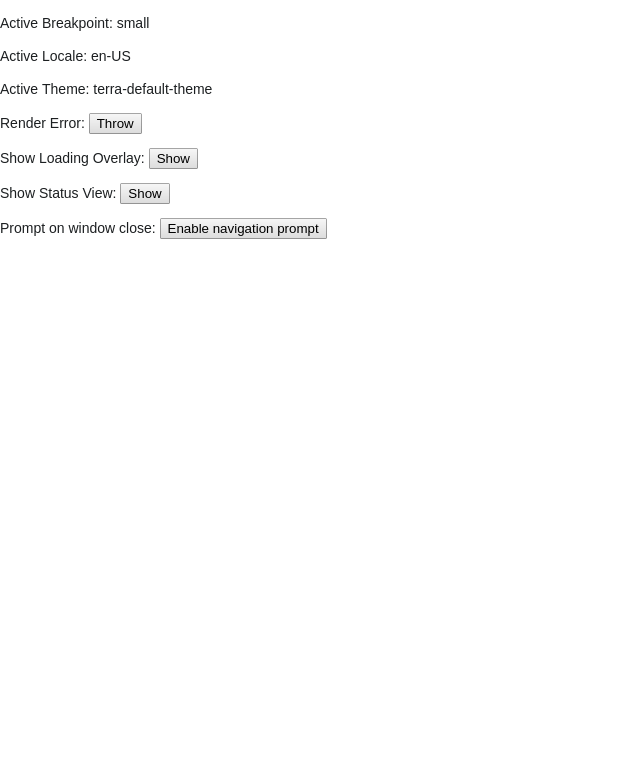 Active Breakpoint: small
Active Locale: en-US
Active Theme: terra-default-theme
Render Error: Throw
Show Loading Overlay: Show
Show Status View: Show
Prompt on window close: Enable navigation prompt